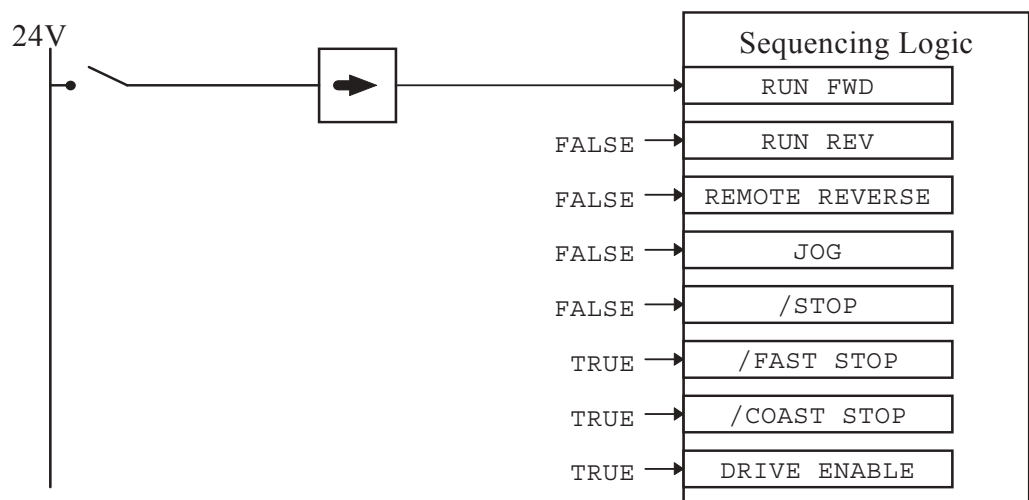 24V
Sequencing Logic
RUN FWD
FALSE RUN REV
FALSE REMOTE REVERSE
FALSE JOG
FALSE /STOP
TRUE /FAST STOP
TRUE /COAST STOP
TRUE DRIVE ENABLE